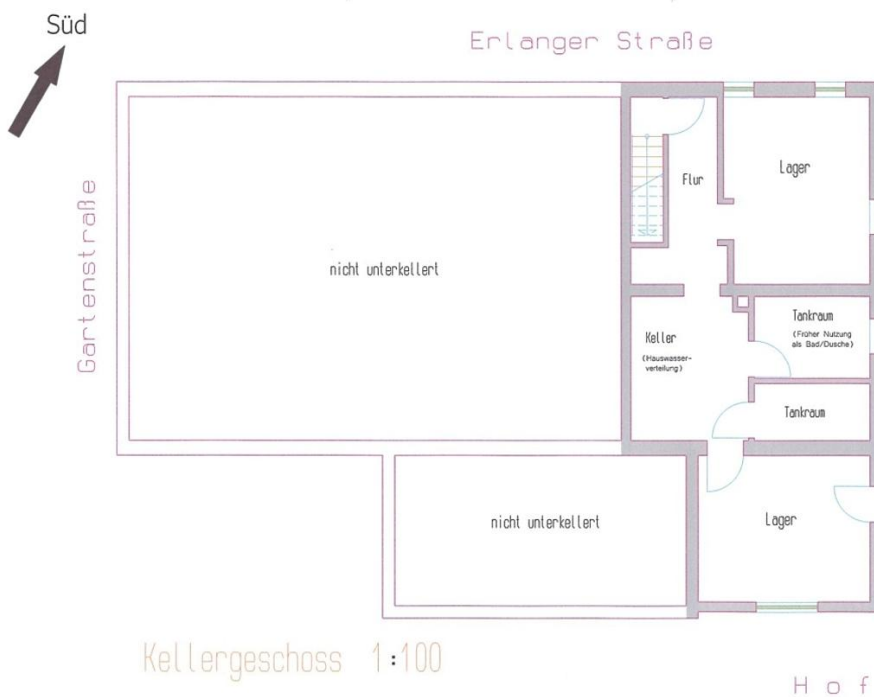 Süd
Erlanger Straße
Gartenstraße
Flur
Lager
nicht unterkellert
Keller
(Hauswasser-
verteilung)
Tankraum
(Früher Nutzung
als Bad/Dusche)
Tankraum
nicht unterkellert
Lager
Kellergeschoss 1:100
Hof